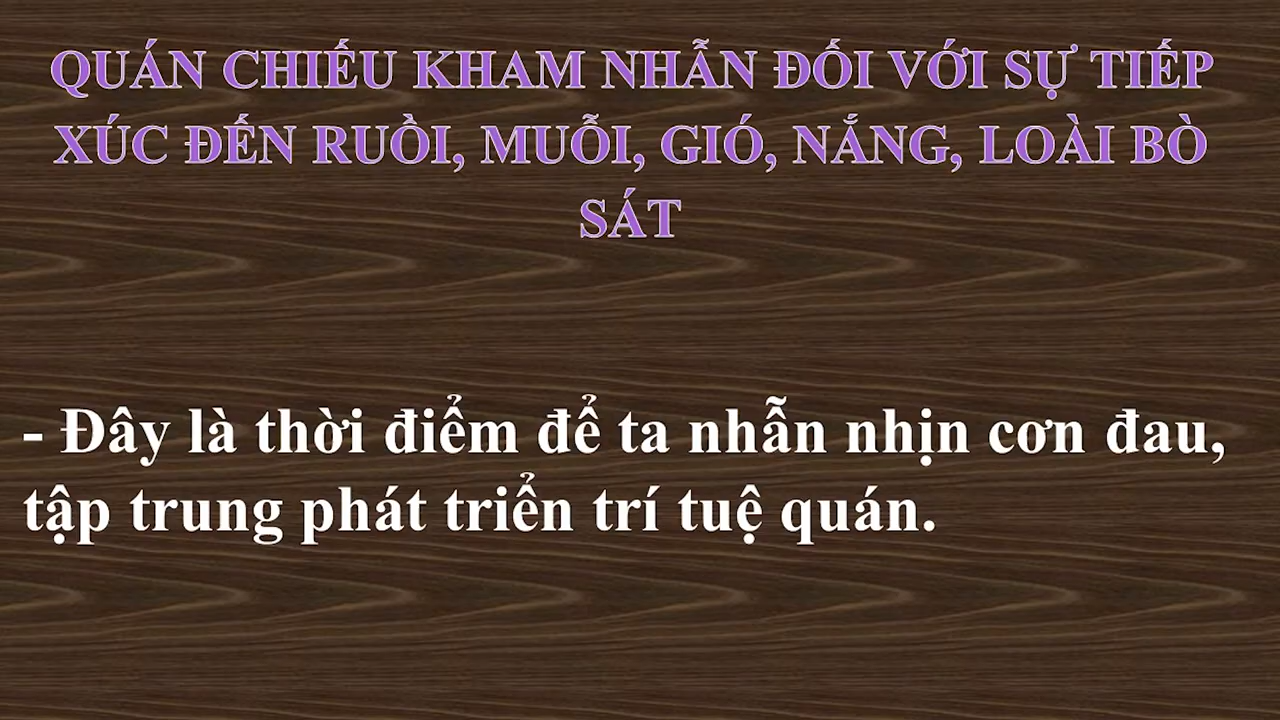 QUÁN CHIẾU KHAM NHẪN ĐỐI VỚI SỰ TIẾP
XÚC ĐẾN RUỒI, MUỖI, GIÓ, NẮNG, LOÀI BÒ
SÁT
- Đây là thời điểm để ta nhẫn nhịn cơn đau,
tập trung phát triển trí tuệ quán.